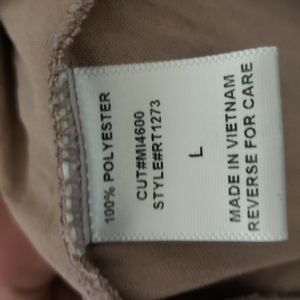 100% POLYESTER
CUT#MI4600
STYLE#RT1273
L
MADE IN VIETNAM
REVERSE FOR CARE